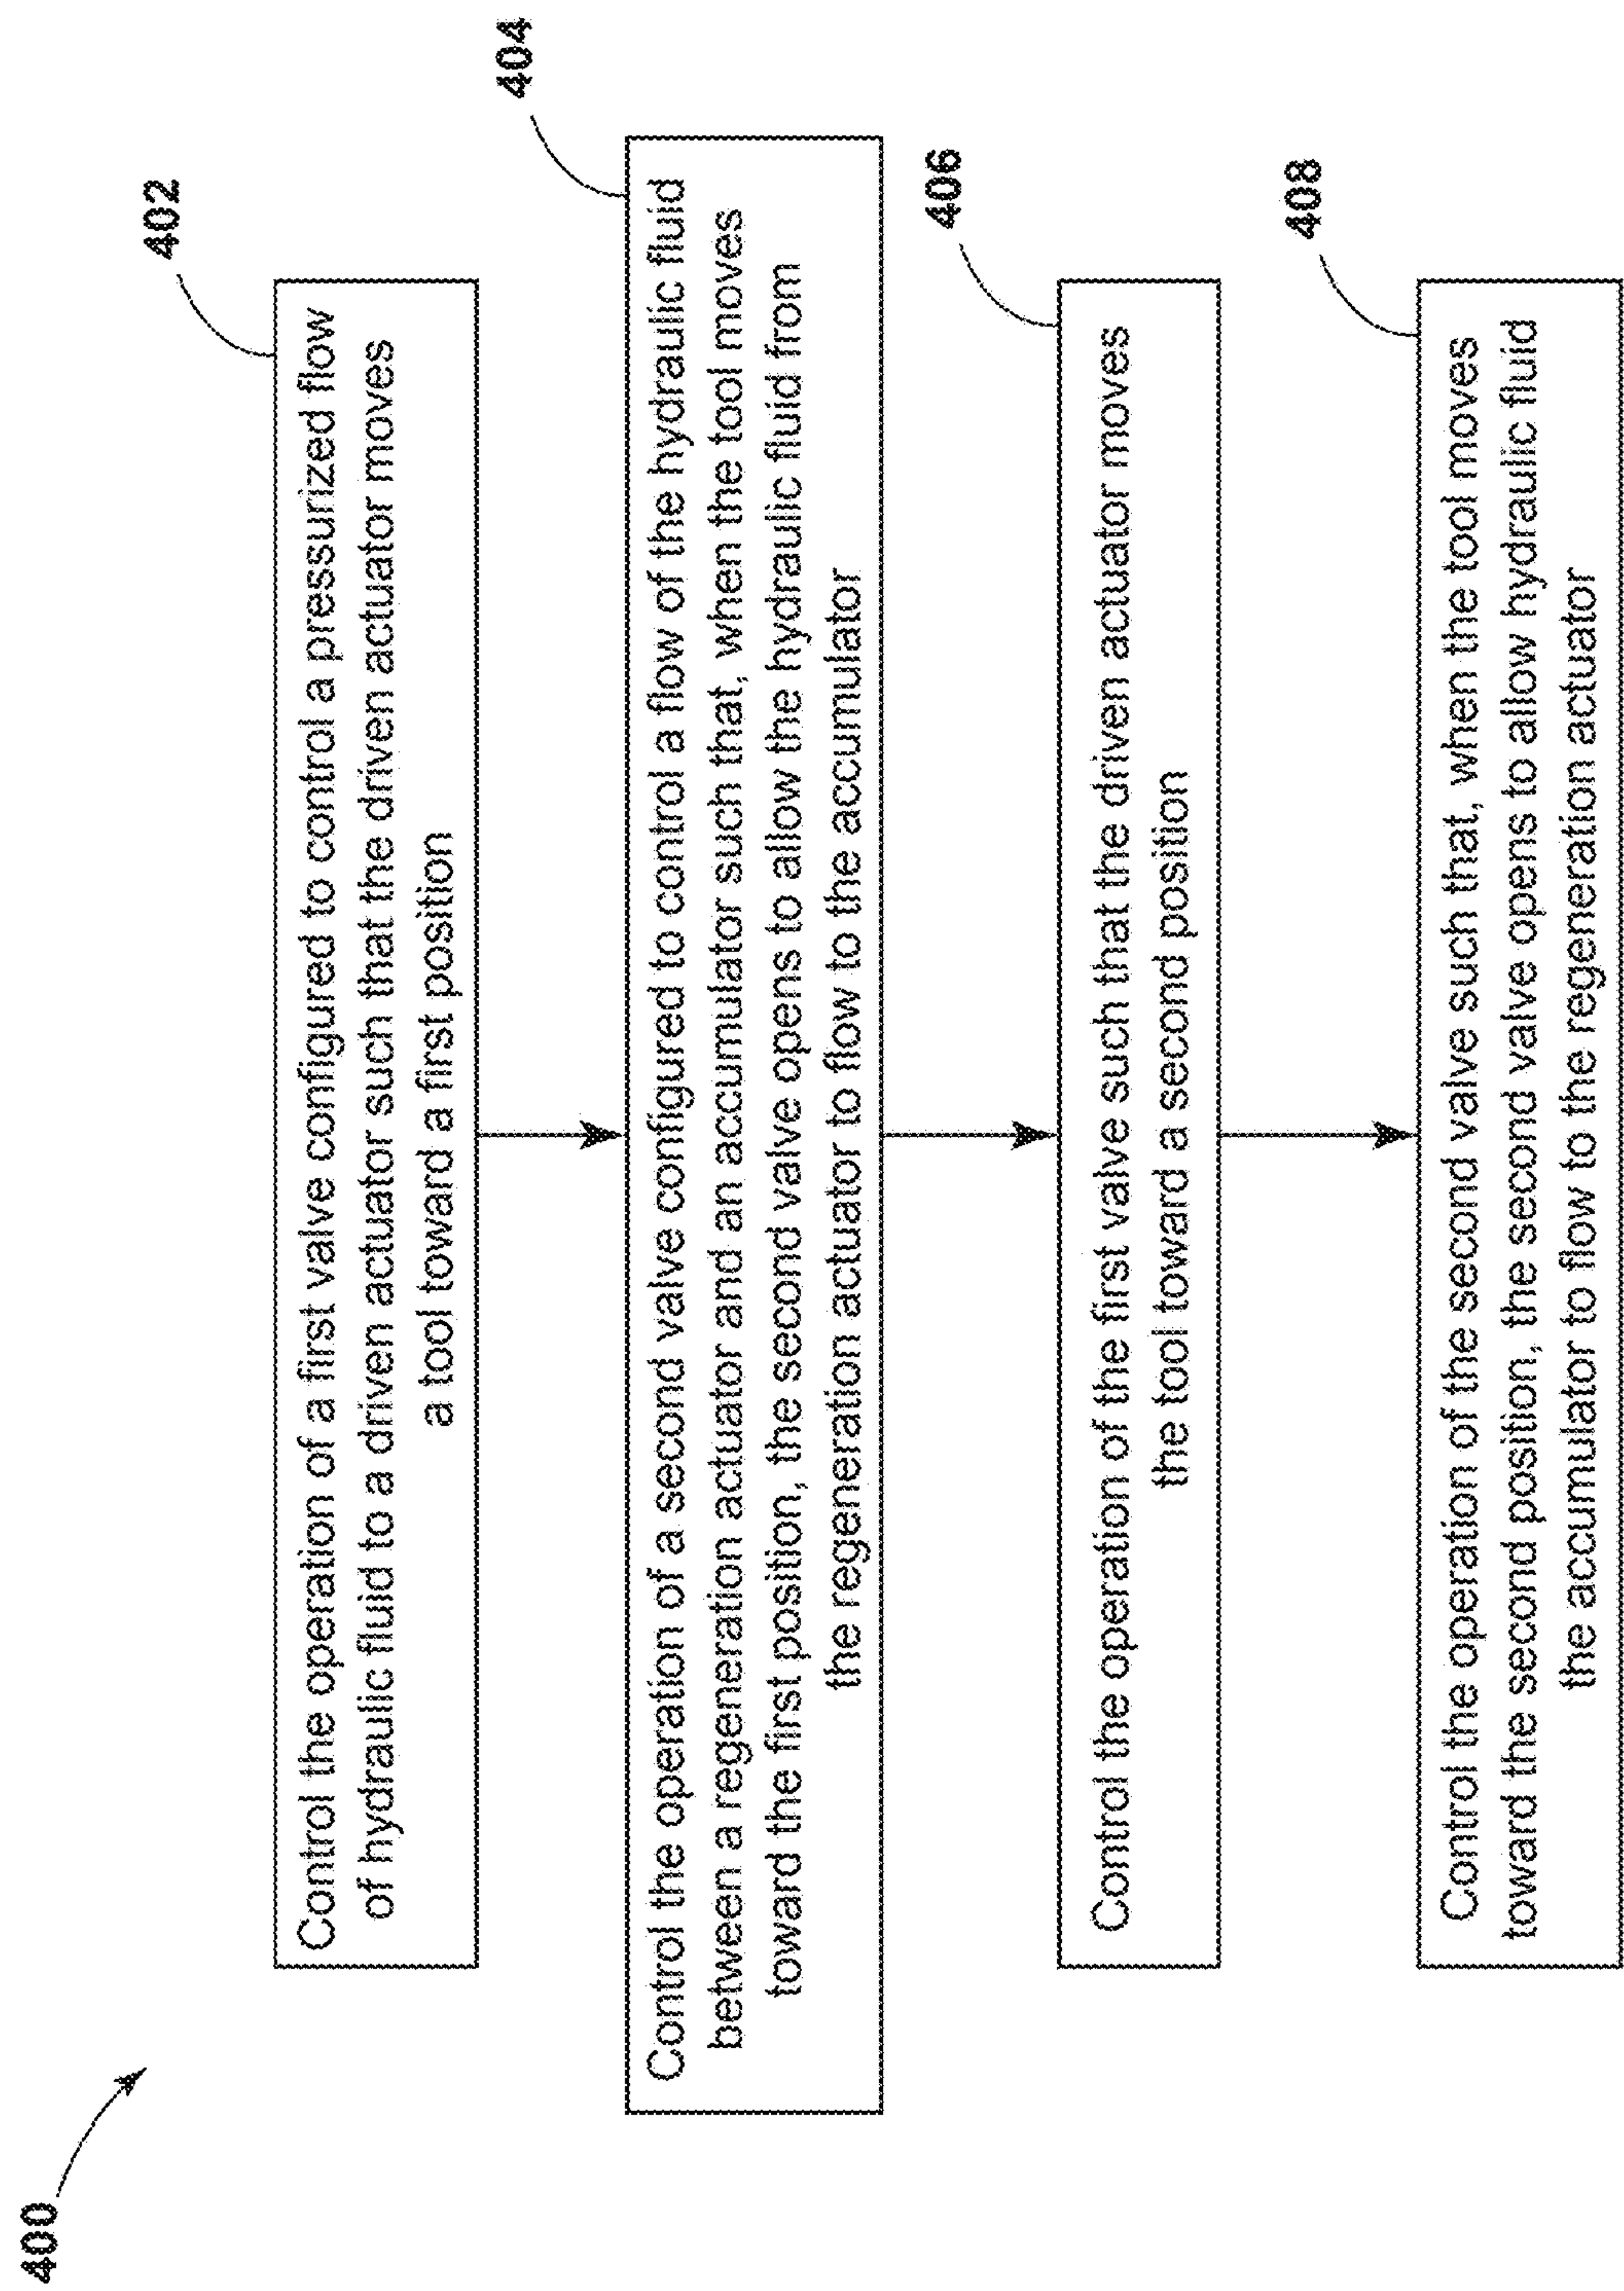 400
402
Control the operation of a first valve configured to control a pressurized flow
of hydraulic fluid to a driven actuator such that the driven actuator moves
a tool toward a first position
404
Control the operation of a second valve configured to control a flow of the hydraulic fluid
between a regeneration actuator and an accumulator such that, when the tool moves
toward the first position, the second valve opens to allow the hydraulic fluid from
the regeneration actuator to flow to the accumulator
406
Control the operation of the first valve such that the driven actuator moves
the tool toward a second position
408
Control the operation of the second valve such that, when the tool moves
toward the second position, the second valve opens to allow hydraulic fluid
the accumulator to flow to the regeneration actuator